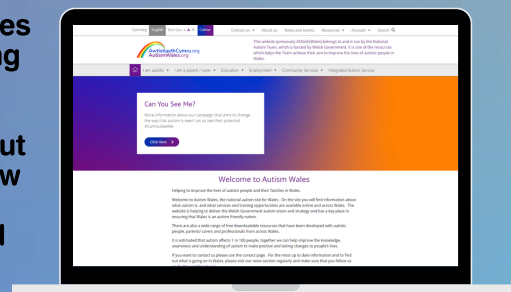 es
ng
ut
w
Cymraeg English Font Size: A A A Colour Contact us About us News and events Resources Account Search
AwtistiaethCymru.org
AutismWales.org
This website (previously ASDinfoWales) belongs to and is run by the National
Autism Team, which is funded by Welsh Government. It is one of the resources
which helps the Team achieve their aim to improve the lives of autistic people in
Wales.
I am autistic I am a parent / carer Education Employment Community Services Integrated Autism Service
Can You See Me?
More information about our campaign that aims to change
the way that autism is seen! Let us see their potential.
Click here
Welcome to Autism Wales
Helping to improve the lives of autistic people and their families in Wales.
Welcome to Autism Wales, the national autism site for Wales. On the site you will find information about
what autism is, and what services and training opportunities are available online and across Wales. The
website is helping to deliver the Welsh Government autism vision and strategy and has a key place in
ensuring that Wales is an autism friendly nation.
There are also a wide range of free downloadable resources that have been developed with autistic
people, parents/ carers and professionals from across Wales.
It is estimated that autism affects 1 in 100 people, together we can help improve the knowledge,
awareness and understanding of autism to make positive and lasting changes to people's lives.
If you want to contact us please use the contact page. For the most up to date information and to find
out what is going on in Wales, please visit our news section regularly and make sure that you follow us